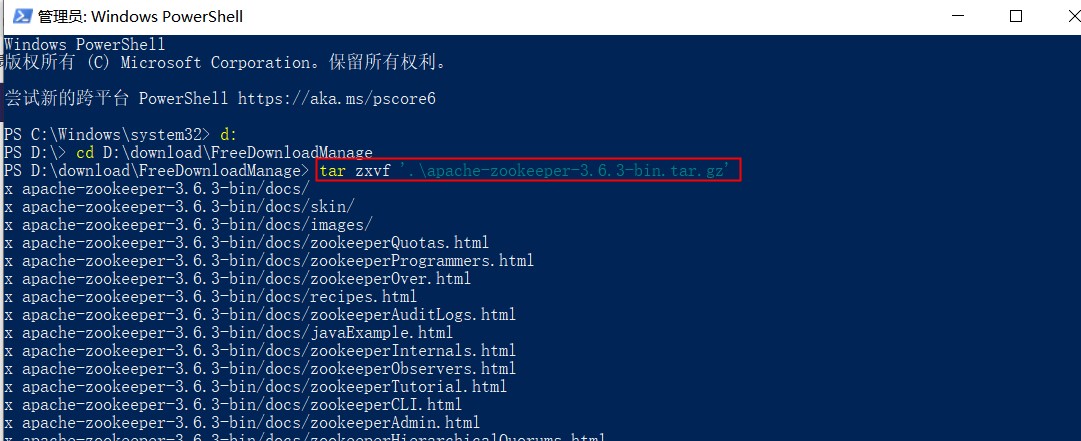 管理员: Windows PowerShell
Windows PowerShell
版权所有 (C) Microsoft Corporation。保留所有权利。
尝试新的跨平台 PowerShell https://aka.ms/pscore6
PS C:\Windows\system32> d:
PS D:\> cd D:\download\FreeDownloadManage
PS D:\download\FreeDownloadManage> tar zxvf '.\apache-zookeeper-3.6.3-bin.tar.gz'
x apache-zookeeper-3.6.3-bin/docs/
x apache-zookeeper-3.6.3-bin/docs/skin/
x apache-zookeeper-3.6.3-bin/docs/images/
x apache-zookeeper-3.6.3-bin/docs/zookeeperQuotas.html
x apache-zookeeper-3.6.3-bin/docs/zookeeperProgrammers.html
x apache-zookeeper-3.6.3-bin/docs/zookeeperOver.html
x apache-zookeeper-3.6.3-bin/docs/recipes.html
x apache-zookeeper-3.6.3-bin/docs/zookeeperAuditLogs.html
x apache-zookeeper-3.6.3-bin/docs/javaExample.html
x apache-zookeeper-3.6.3-bin/docs/zookeeperInternals.html
x apache-zookeeper-3.6.3-bin/docs/zookeeperObservers.html
x apache-zookeeper-3.6.3-bin/docs/zookeeperTutorial.html
x apache-zookeeper-3.6.3-bin/docs/zookeeperCLI.html
x apache-zookeeper-3.6.3-bin/docs/zookeeperAdmin.html
x apache-zookeeper-3.6.3-bin/docs/zookeeperHierarchicalQuorums.html